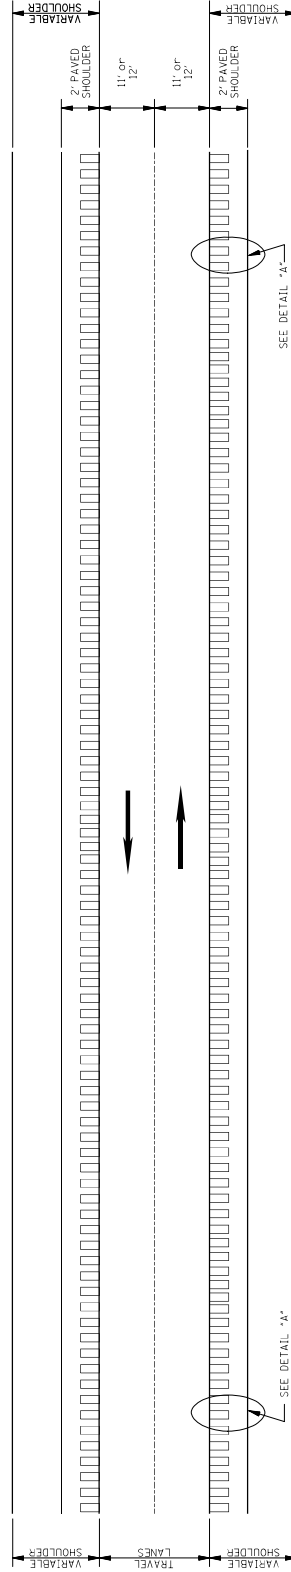 VARIABLE
SHOULDER
2' PAVED
SHOULDER
11' or
12'
11' or
12'
2' PAVED
SHOULDER
VARIABLE
SHOULDER
SEE DETAIL "A"
SEE DETAIL "A"
VARIABLE
SHOULDER
TRAVEL
LANES
VARIABLE
SHOULDER